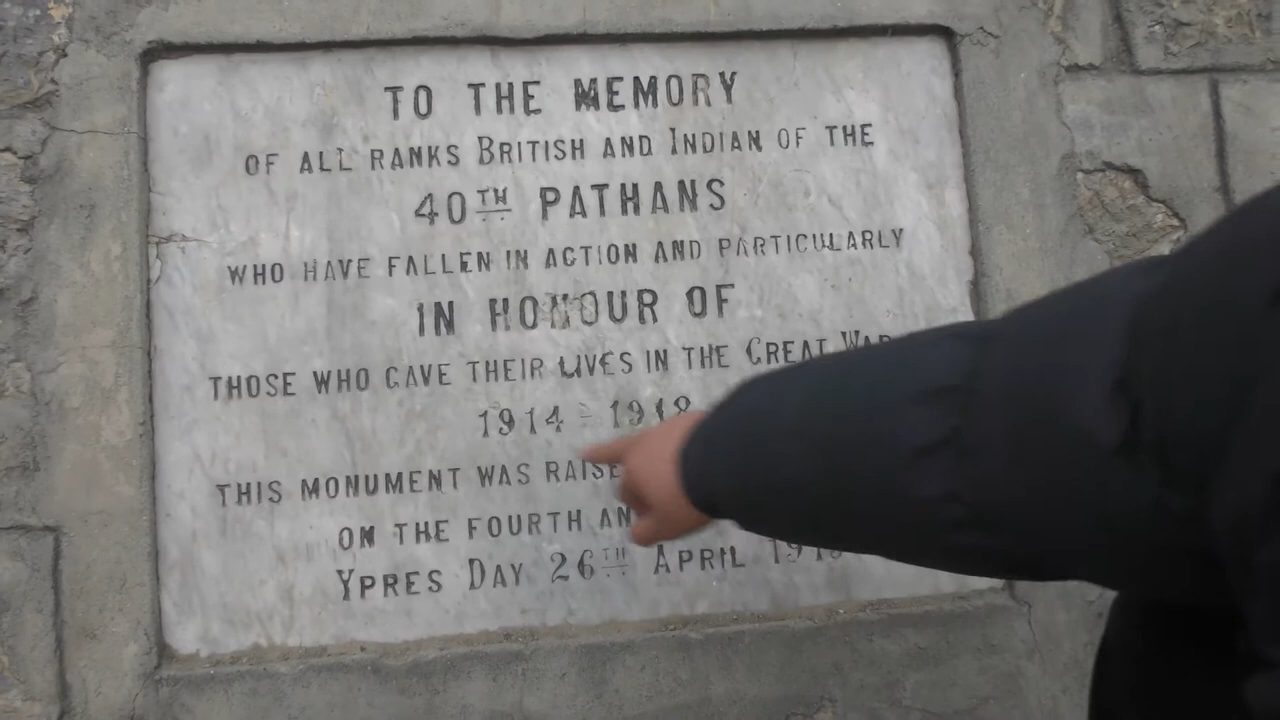 TO THE MEMORY
OF ALL RANKS BRITISH AND INDIAN OF THE
40TH PATHANS
WHO HAVE FALLEN IN ACTION AND PARTICULARLY
IN HONOUR OF
THOSE WHO GAVE THEIR LIVES IN THE GREAT WAR
1914-1918
THIS MONUMENT WAS
ON THE FOURTH
YPRES DAY 26TH APRIL